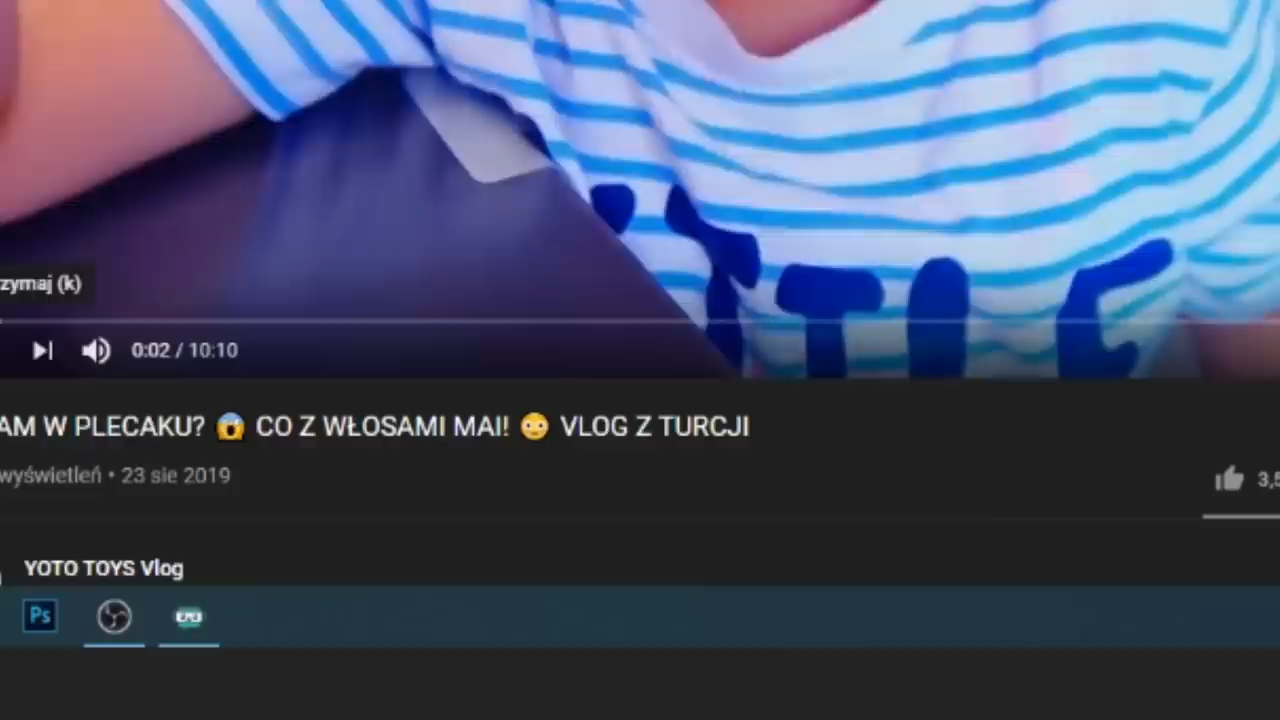 zymaj (k)
0:02 / 10:10
AM W PLECAKU? 😱 CO Z WŁOSAMI MAI! 😳 VLOG Z TURCJI
wyświetleń • 23 sie 2019
3,5
YOTO TOYS Vlog
Ps